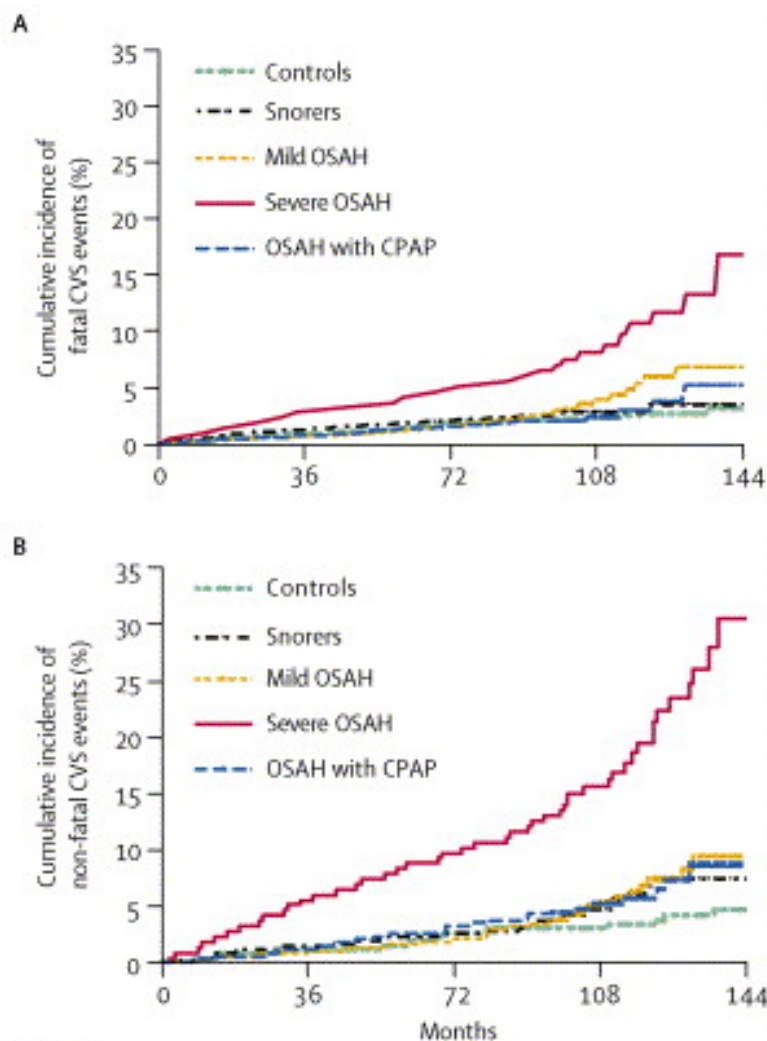 A
Cumulative incidence of
fatal CVS events (%)
35
30
25
20
15
10
5
0
Controls
Snorers
Mild OSAH
Severe OSAH
OSAH with CPAP
0 36 72 108 144
B
Cumulative incidence of
non-fatal CVS events (%)
35
30
25
20
15
10
5
0
Controls
Snorers
Mild OSAH
Severe OSAH
OSAH with CPAP
0 36 72 108 144
Months